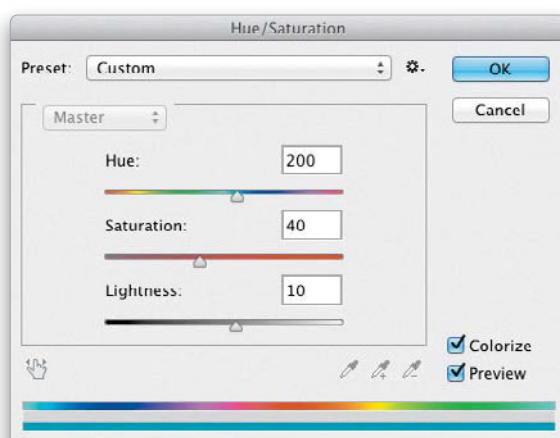 Hue/Saturation
Preset: Custom
OK
Master
Cancel
Hue: 200
Saturation: 40
Lightness: 10
Colorize
Preview